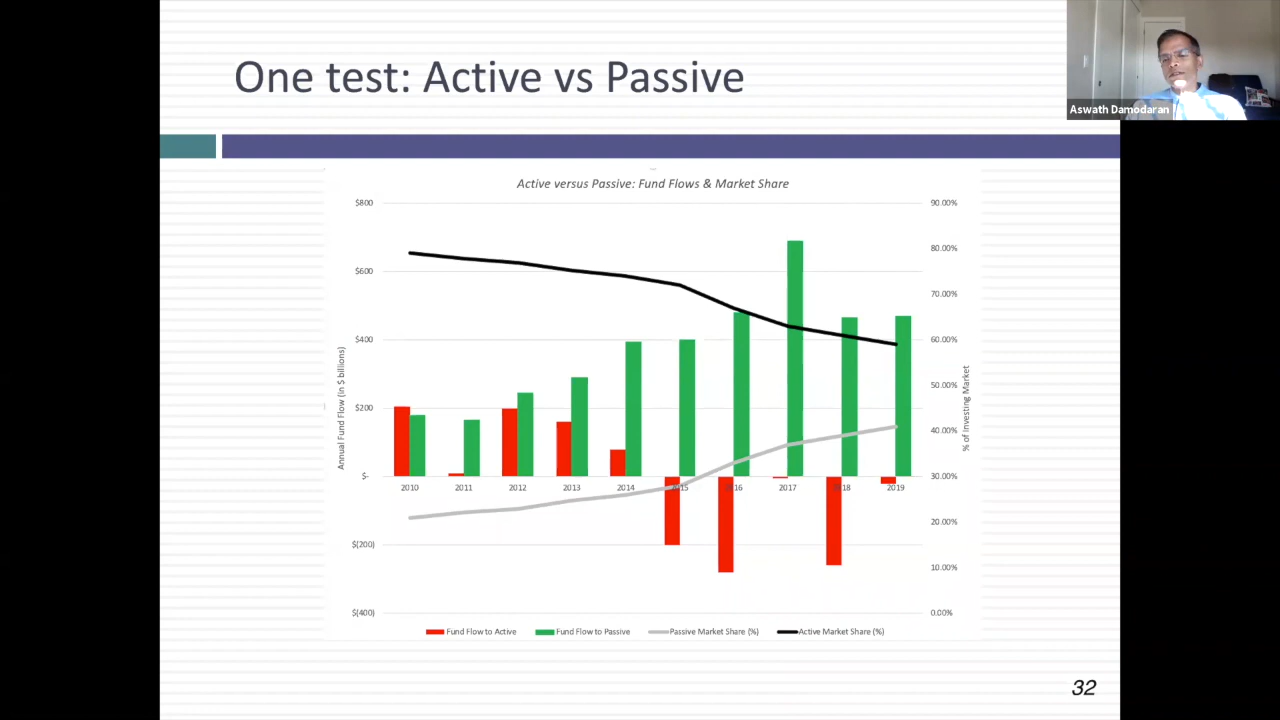 One test: Active vs Passive
Aswath Damodaran
Active versus Passive: Fund Flows & Market Share
$800
$600
$400
$200
$-
$(200)
$(400)
Annual Fund Flow (in $ billions)
90.00%
80.00%
70.00%
60.00%
50.00%
40.00%
30.00%
20.00%
10.00%
0.00%
% of Investing Market
2010 2011 2012 2013 2014 2015 2016 2017 2018 2019
Fund Flow to Active Fund Flow to Passive Passive Market Share (%) Active Market Share (%)
32